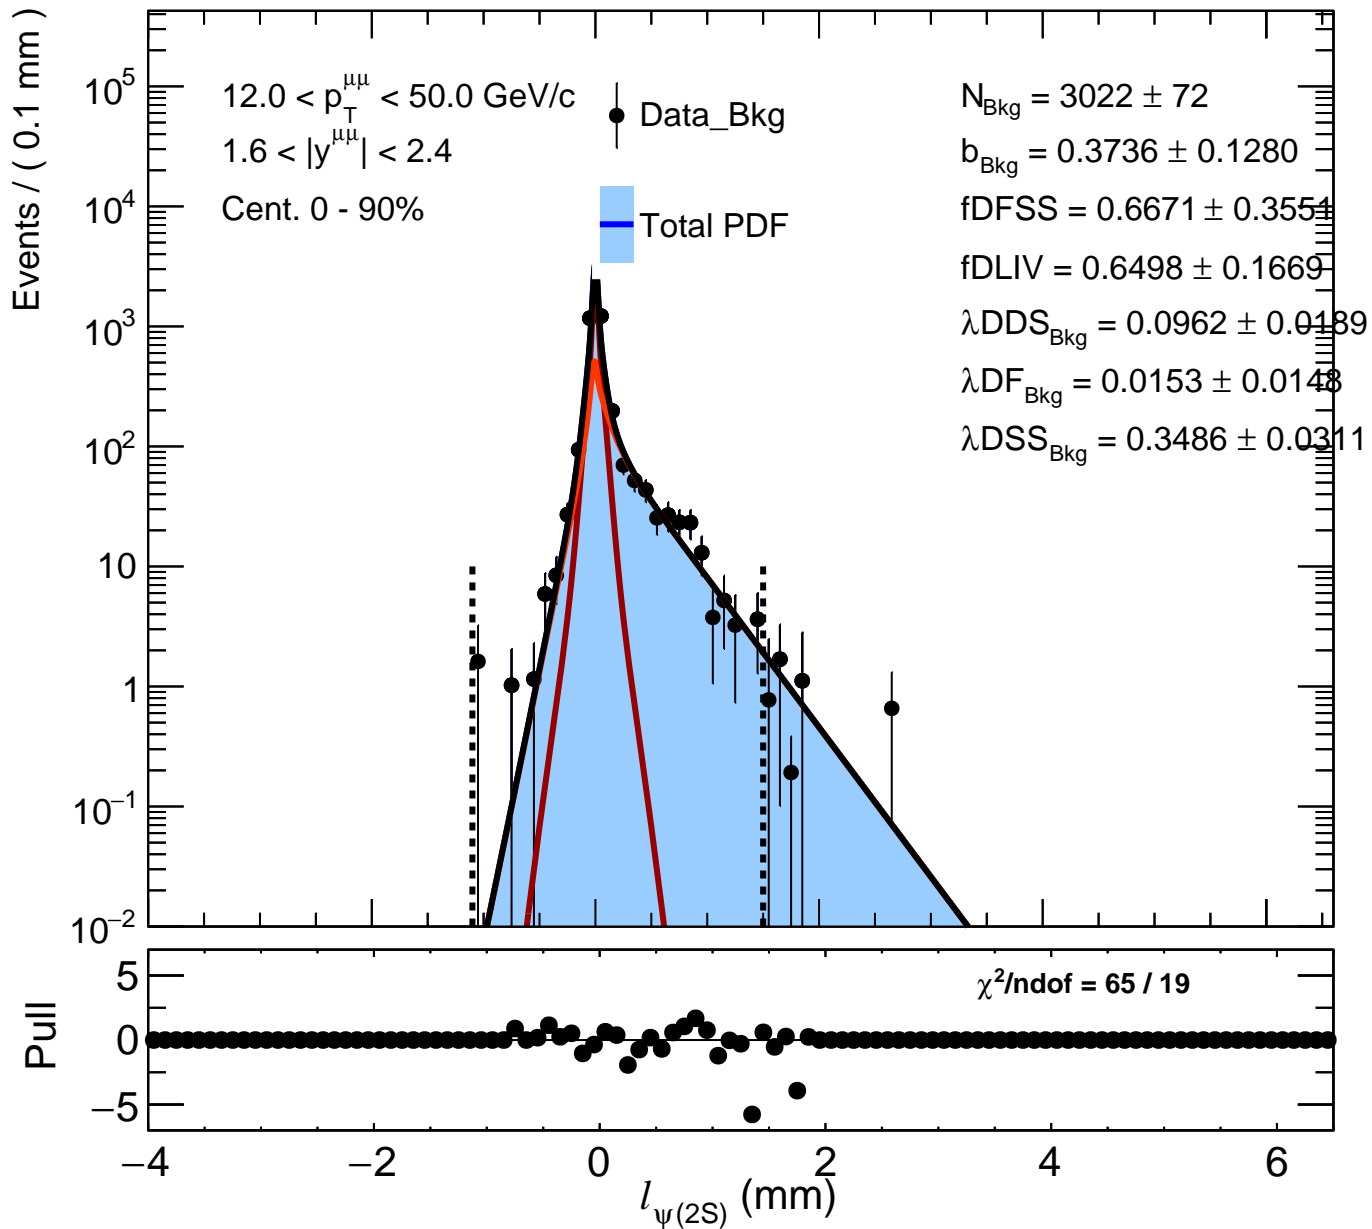 Events / ( 0.1 mm )
10^5
10^4
10^3
10^2
10
1
10^−1
10^−2
12.0 < p_T^μμ < 50.0 GeV/c
1.6 < |y^μμ| < 2.4
Cent. 0 - 90%
Data_Bkg
Total PDF
N_Bkg = 3022 ± 72
b_Bkg = 0.3736 ± 0.1280
fDFSS = 0.6671 ± 0.3551
fDLIV = 0.6498 ± 0.1669
λDDS_Bkg = 0.0962 ± 0.0189
λDF_Bkg = 0.0153 ± 0.0148
λDSS_Bkg = 0.3486 ± 0.0311
Pull
5
0
−5
χ²/ndof = 65 / 19
−4 −2 0 2 4 6
l_ψ(2S) (mm)